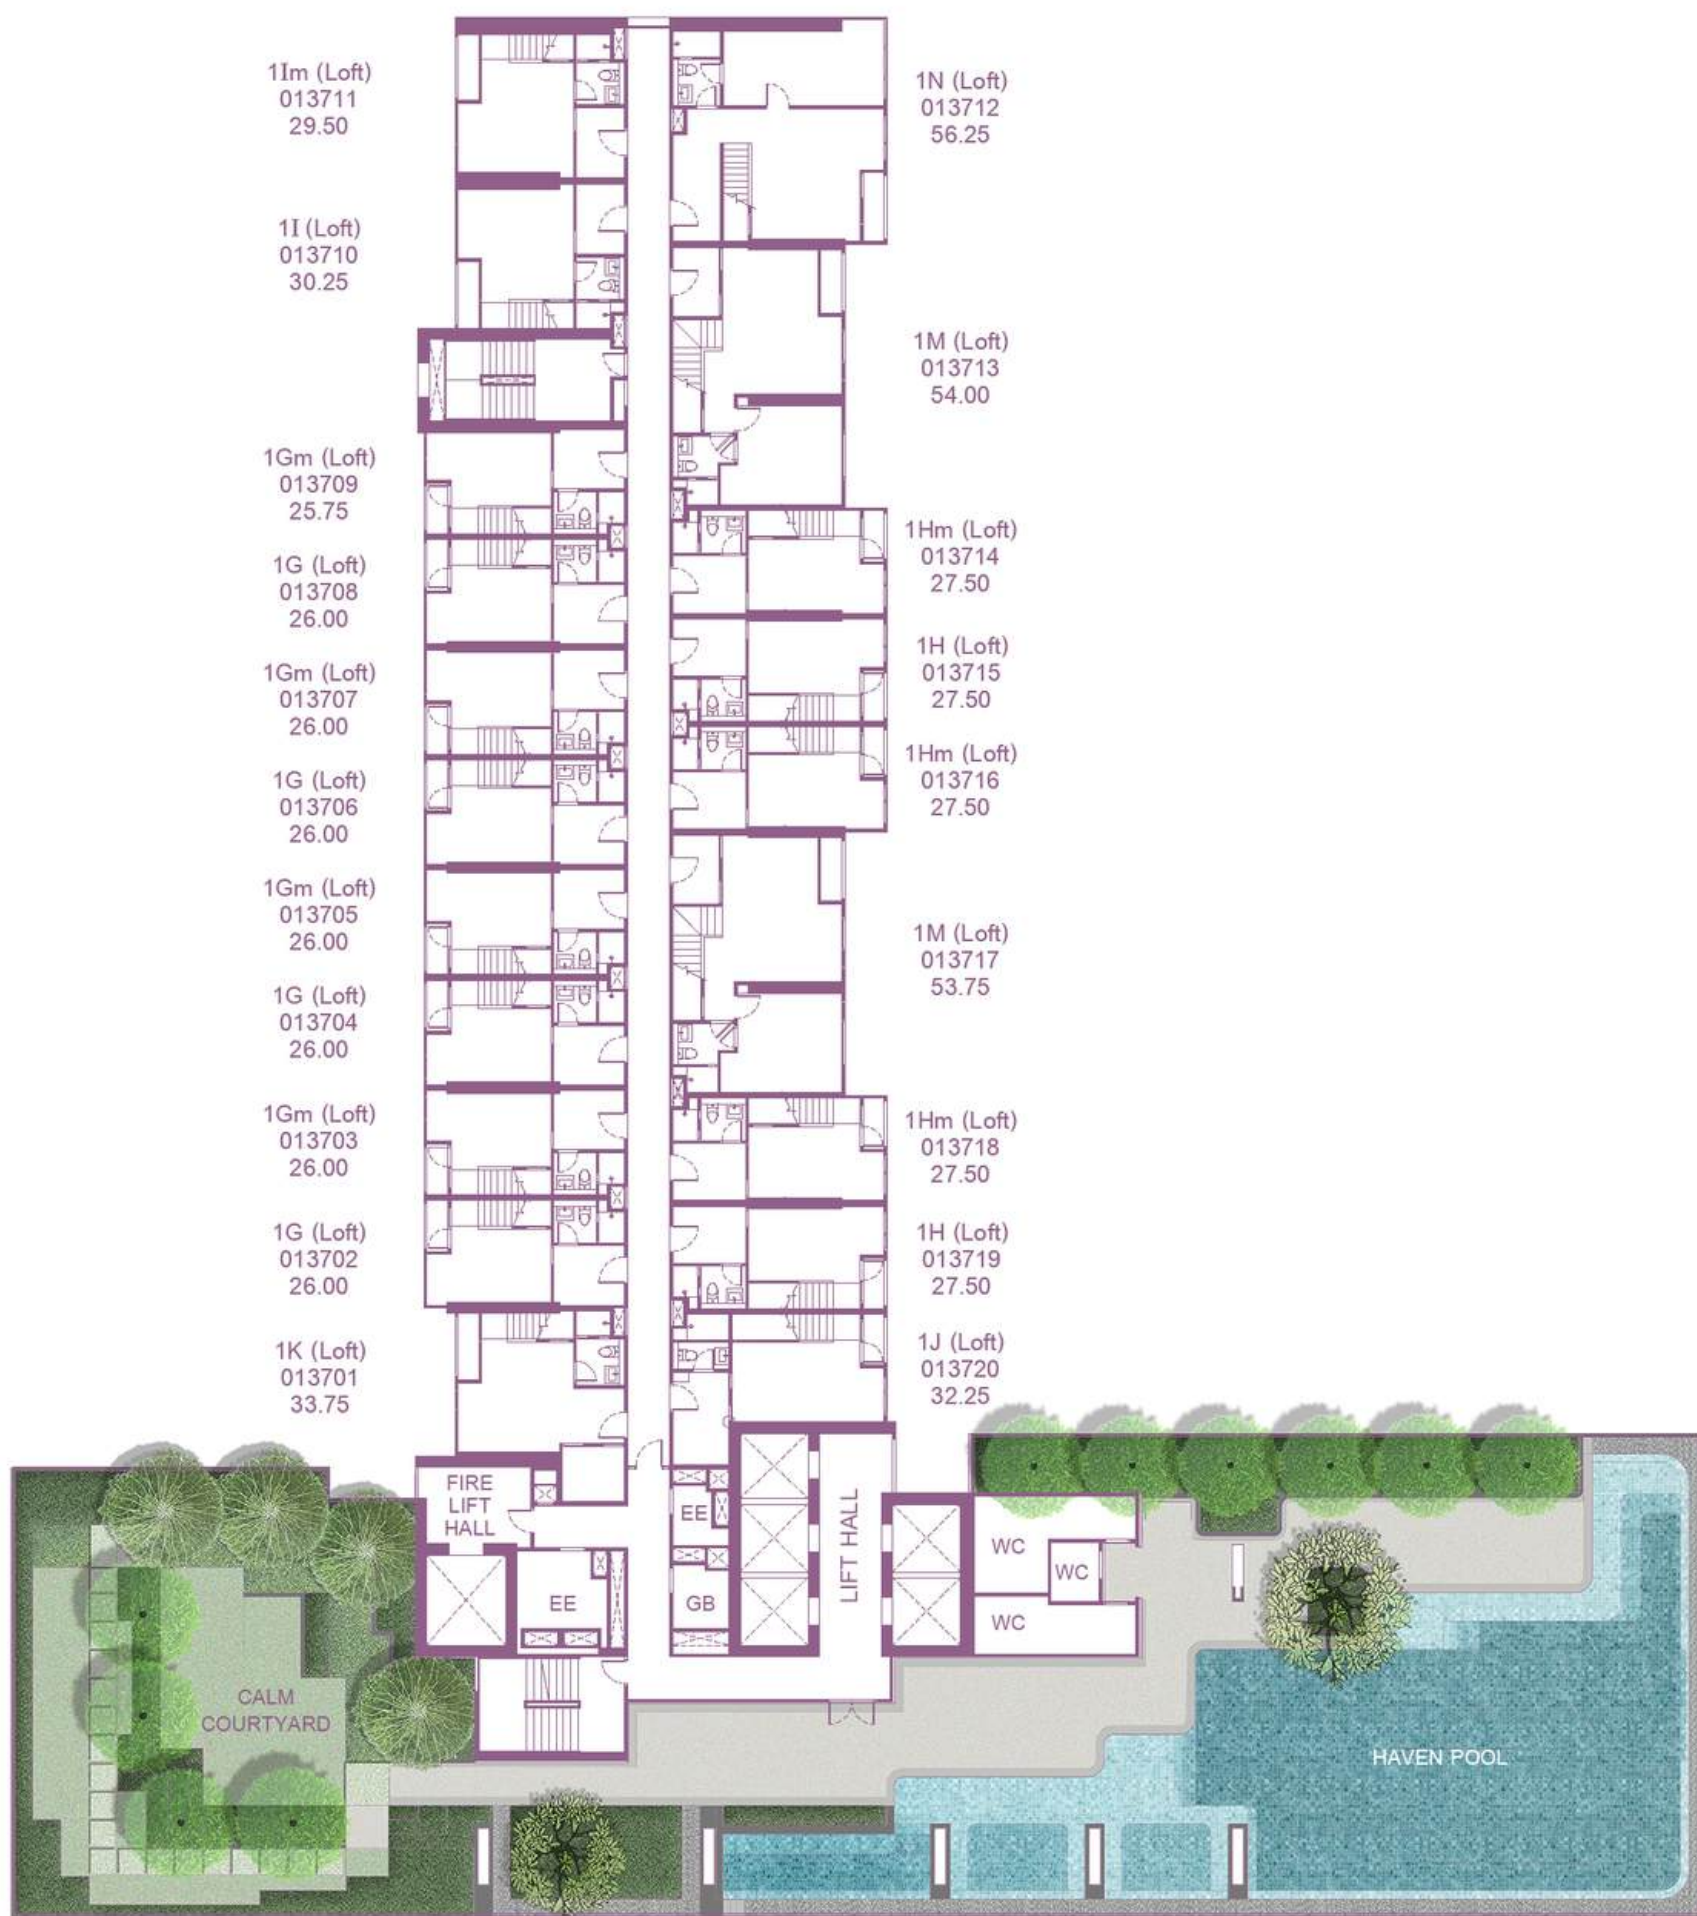 1Im (Loft)
013711
29.50
1I (Loft)
013710
30.25
1Gm (Loft)
013709
25.75
1G (Loft)
013708
26.00
1Gm (Loft)
013707
26.00
1G (Loft)
013706
26.00
1Gm (Loft)
013705
26.00
1G (Loft)
013704
26.00
1Gm (Loft)
013703
26.00
1G (Loft)
013702
26.00
1K (Loft)
013701
33.75
1N (Loft)
013712
56.25
1M (Loft)
013713
54.00
1Hm (Loft)
013714
27.50
1H (Loft)
013715
27.50
1Hm (Loft)
013716
27.50
1M (Loft)
013717
53.75
1Hm (Loft)
013718
27.50
1H (Loft)
013719
27.50
1J (Loft)
013720
32.25
FIRE
LIFT
HALL
EE
EE
GB
LIFT HALL
WC
WC
WC
CALM
COURTYARD
HAVEN POOL